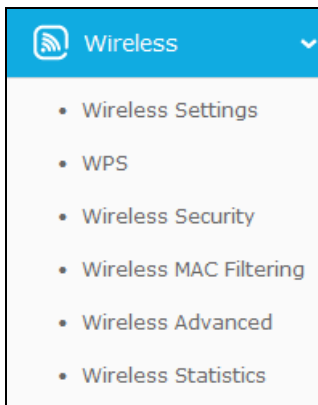 Wireless
• Wireless Settings
• WPS
• Wireless Security
• Wireless MAC Filtering
• Wireless Advanced
• Wireless Statistics